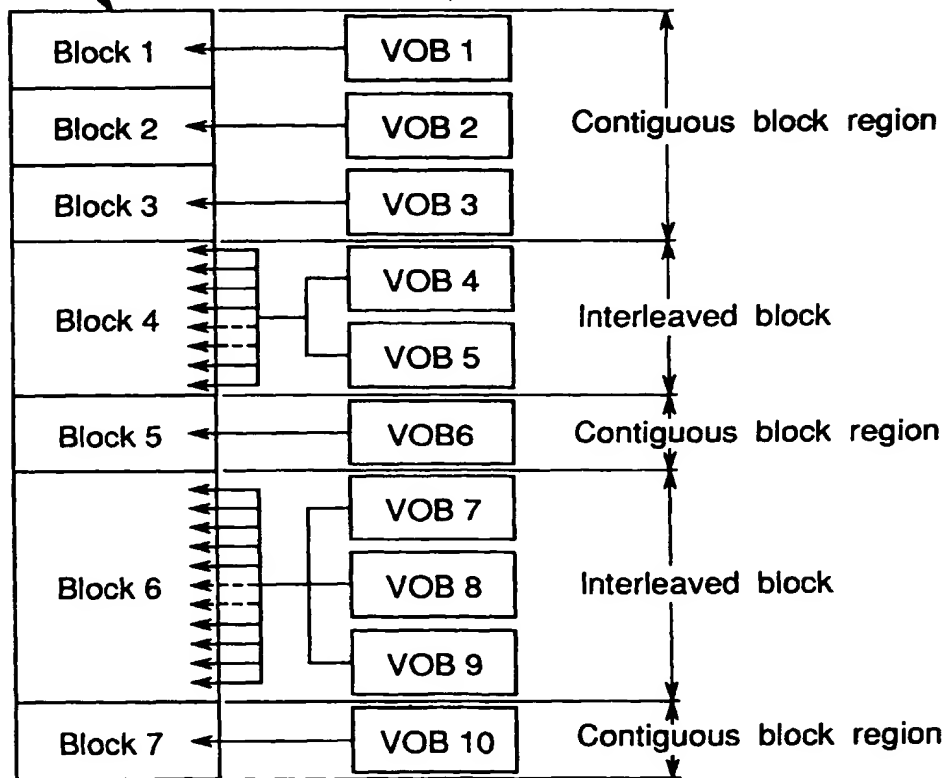 Block 1
VOB 1
Block 2
VOB 2
Contiguous block region
Block 3
VOB 3
VOB 4
Block 4
Interleaved block
VOB 5
Block 5
VOB6
Contiguous block region
VOB 7
Block 6
VOB 8
Interleaved block
VOB 9
Block 7
VOB 10
Contiguous block region